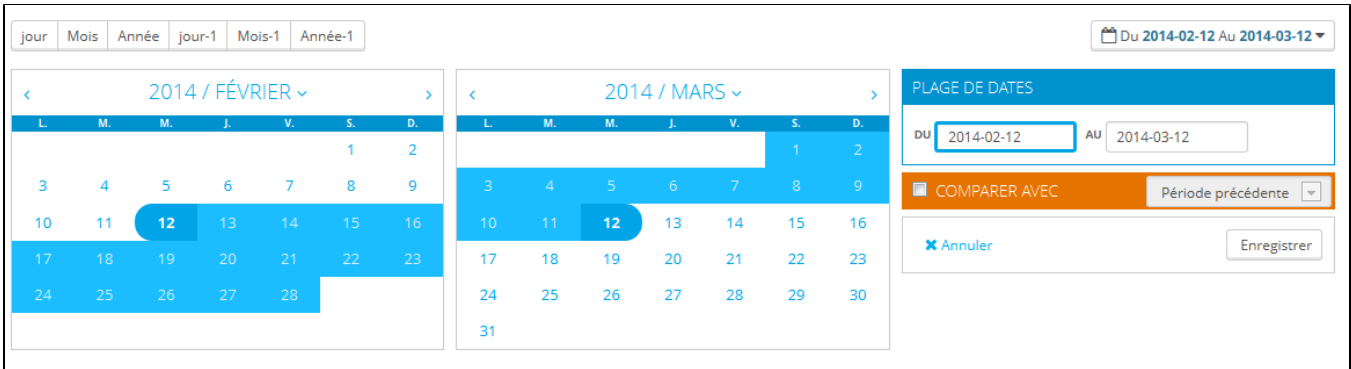 jour Mois Année jour-1 Mois-1 Année-1
Du 2014-02-12 Au 2014-03-12
2014 / FÉVRIER
L. M. M. J. V. S. D.
1 2
3 4 5 6 7 8 9
10 11 12 13 14 15 16
17 18 19 20 21 22 23
24 25 26 27 28
2014 / MARS
L. M. M. J. V. S. D.
1 2
3 4 5 6 7 8 9
10 11 12 13 14 15 16
17 18 19 20 21 22 23
24 25 26 27 28 29 30
31
PLAGE DE DATES
DU 2014-02-12 AU 2014-03-12
COMPARER AVEC Période précédente
Annuler Enregistrer